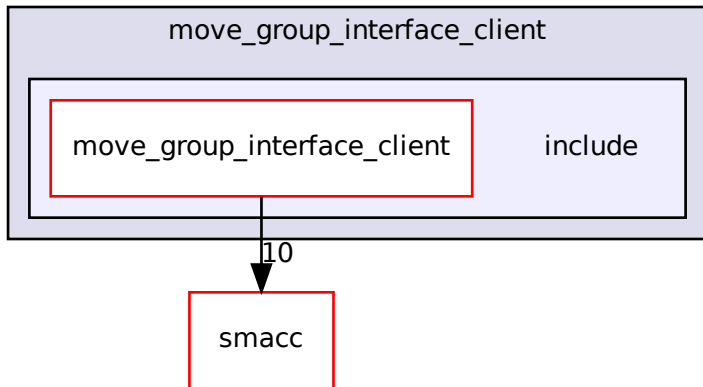 move_group_interface_client
move_group_interface_client
include
10
smacc